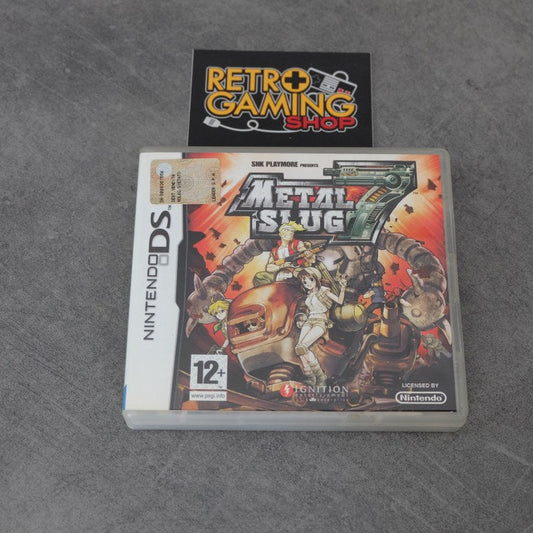 RETRO
GAMING
SHOP
SNK PLAYMORE PRESENTS
METAL
SLUG 7
NINTENDO DS
12+
www.pegi.info
IGNITION
entertainment
LICENSED BY
Nintendo